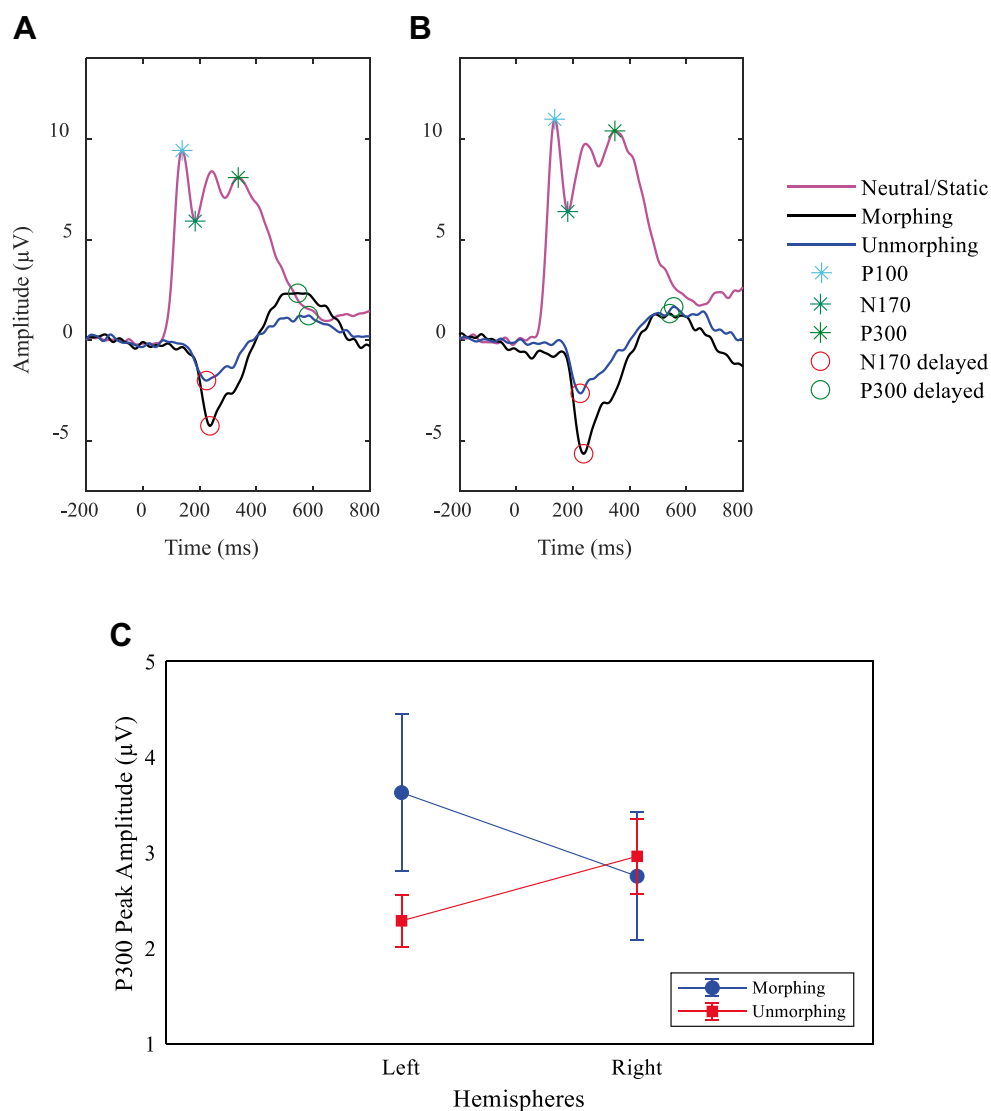 A
B
10
5
0
-5
Amplitude (µV)
-200 0 200 400 600 800
Time (ms)
10
5
0
-5
-200 0 200 400 600 800
Time (ms)
Neutral/Static
Morphing
Unmorphing
P100
N170
P300
N170 delayed
P300 delayed
C
5
4
3
2
1
P300 Peak Amplitude (µV)
Left Right
Hemispheres
Morphing
Unmorphing